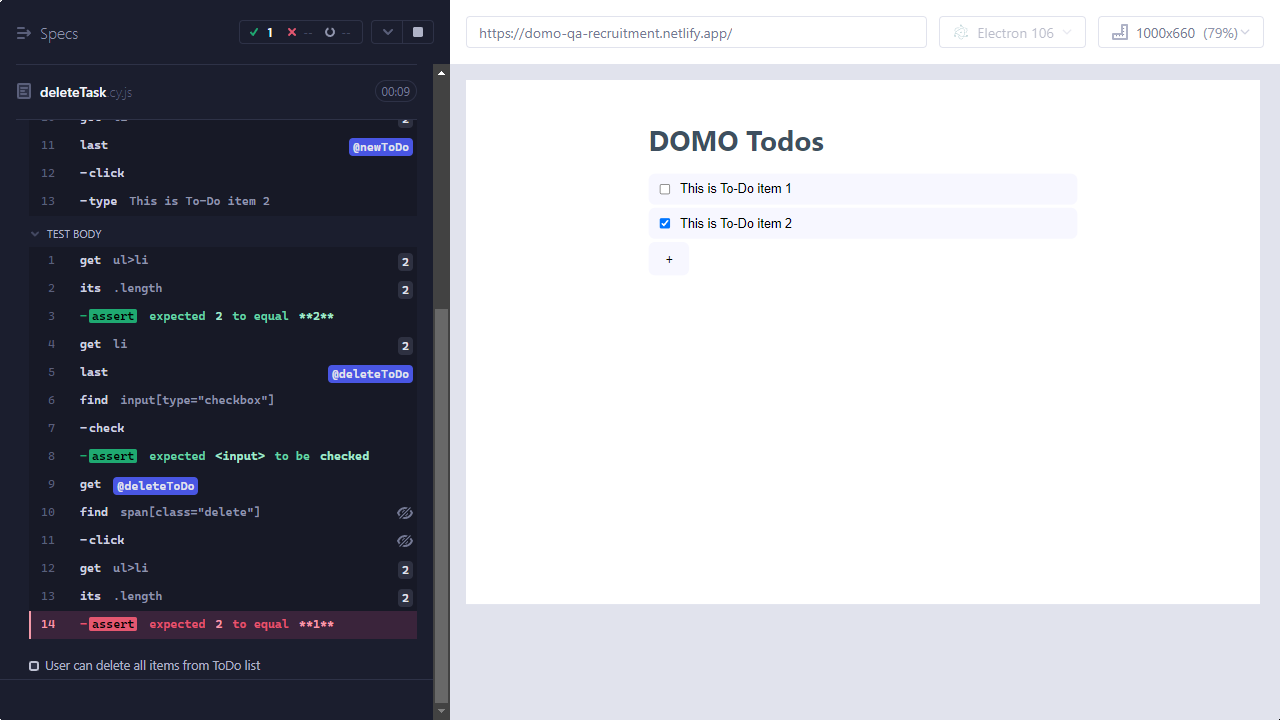 Specs
1
--
--
https://domo-qa-recruitment.netlify.app/
Electron 106
1000x660 (79%)
deleteTask.cy.js
00:09
11 last @newToDo
12 -click
13 -type This is To-Do item 2
TEST BODY
1 get ul>li 2
2 its .length 2
3 -assert expected 2 to equal **2**
4 get li 2
5 last @deleteToDo
6 find input[type="checkbox"]
7 -check
8 -assert expected <input> to be checked
9 get @deleteToDo
10 find span[class="delete"]
11 -click
12 get ul>li 2
13 its .length 2
14 -assert expected 2 to equal **1**
User can delete all items from ToDo list
DOMO Todos
This is To-Do item 1
This is To-Do item 2
+